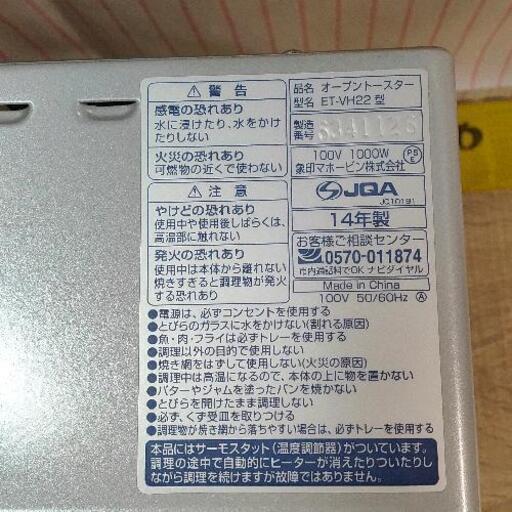 ⚠ 警告
感電の恐れあり
水に浸けたり、水をかけ
たりしない
火災の恐れあり
可燃物の近くで使わない
⚠ 注意
やけどの恐れあり
使用中や使用後しばらくは、
高温部に触れない
発火の恐れあり
使用中は本体から離れない
焼きすぎると調理物が発火
する恐れあり
品名 オーブントースター
型名 ET-VH22 型
製造
番号
100V 1000W
PSE
象印マホービン株式会社
JQA
JC10191
14年製
お客様ご相談センター
0570-011874
市内通話料でOK ナビダイヤル
Made in China
100V 50/60Hz Ⓐ
●電源は、必ずコンセントを使用する
●とびらのガラスに水をかけない(割れる原因)
●魚・肉・フライは必ずトレーを使用する
●調理以外の目的で使用しない
●焼き網をはずして使用しない(火災の原因)
●調理中は高温になるので、本体の上に物を置かない
●バターやジャムを塗ったパンを焼かない
●とびらを開けたまま調理しない
●必ず、くず受皿を取りつける
●調理物が焼き網から落ちやすい場合は、必ずトレーを使用する
本品にはサーモスタット(温度調節器)がついています。
調理の途中で自動的にヒーターが消えたりついたりし
ながら調理を続けますが故障ではありません。